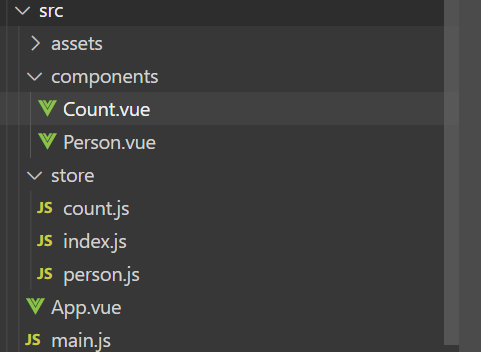 src
assets
components
Count.vue
Person.vue
store
JS count.js
JS index.js
JS person.js
App.vue
JS main.js